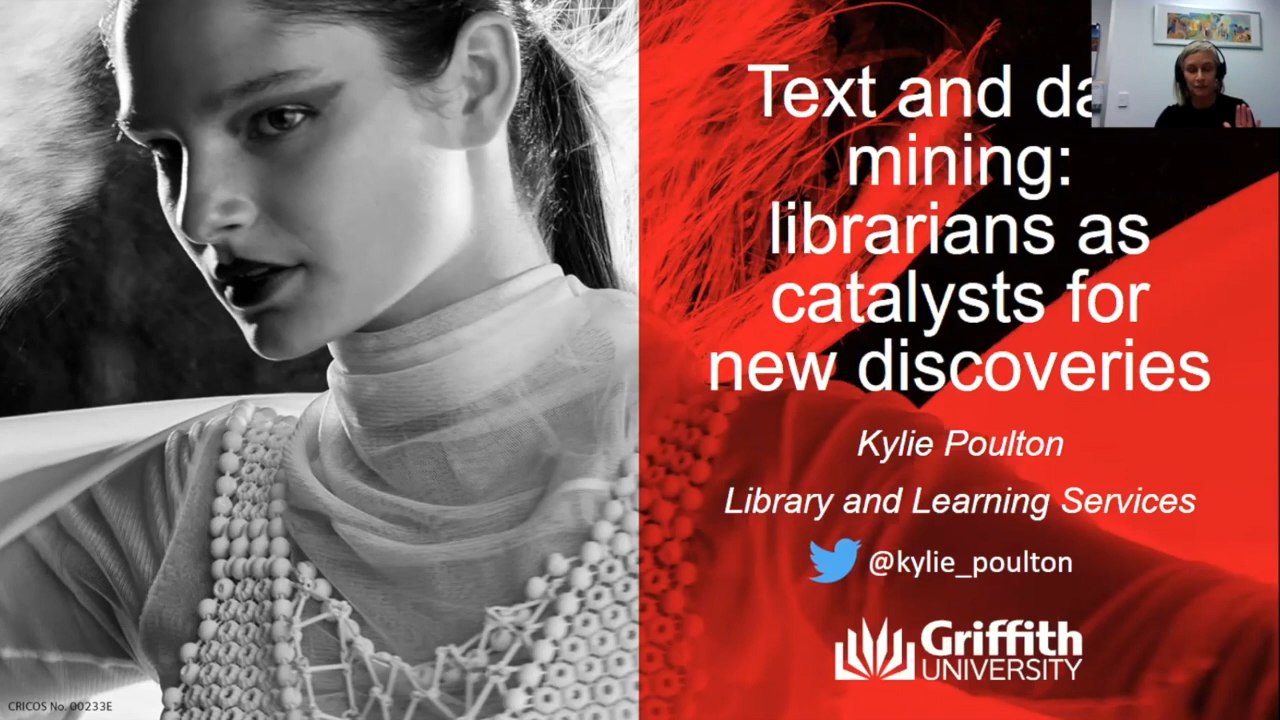 Text and da
mining:
librarians as
catalysts for
new discoveries
Kylie Poulton
Library and Learning Services
@kylie_poulton
Griffith
UNIVERSITY
CRICOS No. 00233E